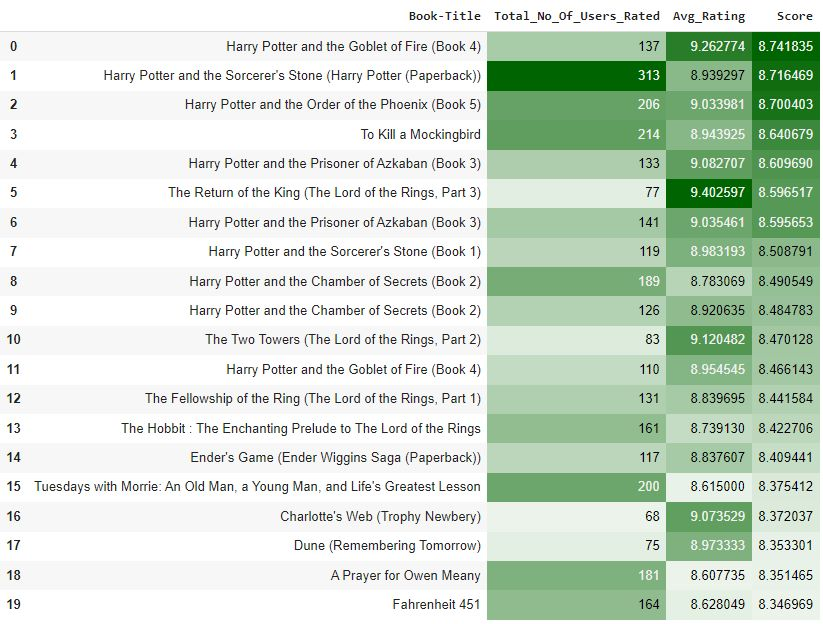 Book-Title Total_No_Of_Users_Rated Avg_Rating Score
0 Harry Potter and the Goblet of Fire (Book 4) 137 9.262774 8.741835
1 Harry Potter and the Sorcerer's Stone (Harry Potter (Paperback)) 313 8.939297 8.716469
2 Harry Potter and the Order of the Phoenix (Book 5) 206 9.033981 8.700403
3 To Kill a Mockingbird 214 8.943925 8.640679
4 Harry Potter and the Prisoner of Azkaban (Book 3) 133 9.082707 8.609690
5 The Return of the King (The Lord of the Rings, Part 3) 77 9.402597 8.596517
6 Harry Potter and the Prisoner of Azkaban (Book 3) 141 9.035461 8.595653
7 Harry Potter and the Sorcerer's Stone (Book 1) 119 8.983193 8.508791
8 Harry Potter and the Chamber of Secrets (Book 2) 189 8.783069 8.490549
9 Harry Potter and the Chamber of Secrets (Book 2) 126 8.920635 8.484783
10 The Two Towers (The Lord of the Rings, Part 2) 83 9.120482 8.470128
11 Harry Potter and the Goblet of Fire (Book 4) 110 8.954545 8.466143
12 The Fellowship of the Ring (The Lord of the Rings, Part 1) 131 8.839695 8.441584
13 The Hobbit : The Enchanting Prelude to The Lord of the Rings 161 8.739130 8.422706
14 Ender's Game (Ender Wiggins Saga (Paperback)) 117 8.837607 8.409441
15 Tuesdays with Morrie: An Old Man, a Young Man, and Life's Greatest Lesson 200 8.615000 8.375412
16 Charlotte's Web (Trophy Newbery) 68 9.073529 8.372037
17 Dune (Remembering Tomorrow) 75 8.973333 8.353301
18 A Prayer for Owen Meany 181 8.607735 8.351465
19 Fahrenheit 451 164 8.628049 8.346969